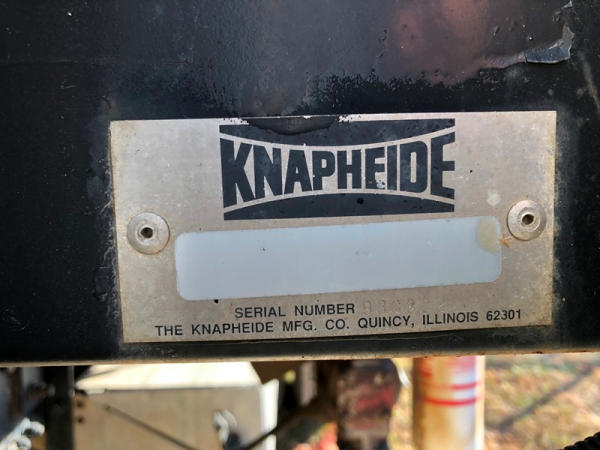 KNAPHEIDE
SERIAL NUMBER
THE KNAPHEIDE MFG. CO. QUINCY, ILLINOIS 62301